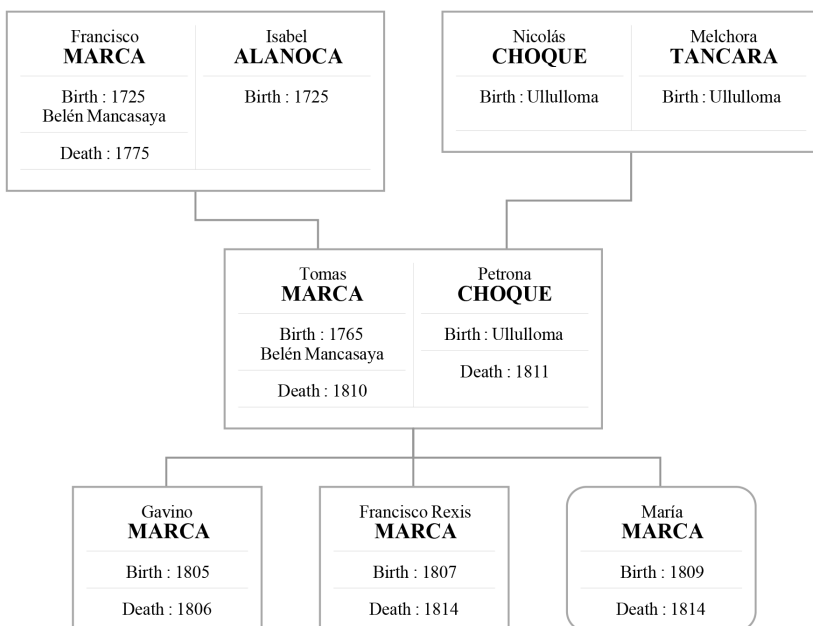 Francisco
MARCA
Birth : 1725
Belén Mancasaya
Death : 1775
Isabel
ALANOCA
Birth : 1725
Nicolás
CHOQUE
Birth : Ullulloma
Melchora
TANCARA
Birth : Ullulloma
Tomas
MARCA
Birth : 1765
Belén Mancasaya
Death : 1810
Petrona
CHOQUE
Birth : Ullulloma
Death : 1811
Gavino
MARCA
Birth : 1805
Death : 1806
Francisco Rexis
MARCA
Birth : 1807
Death : 1814
María
MARCA
Birth : 1809
Death : 1814